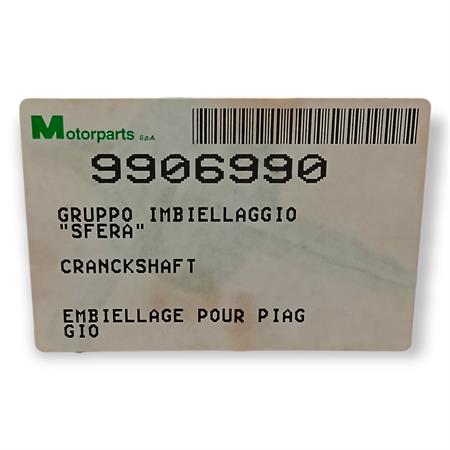 Motorparts S.p.A.
9906990
GRUPPO IMBIELLAGGIO
"SFERA"
CRANCKSHAFT
EMBIELLAGE POUR PIAG
GIO